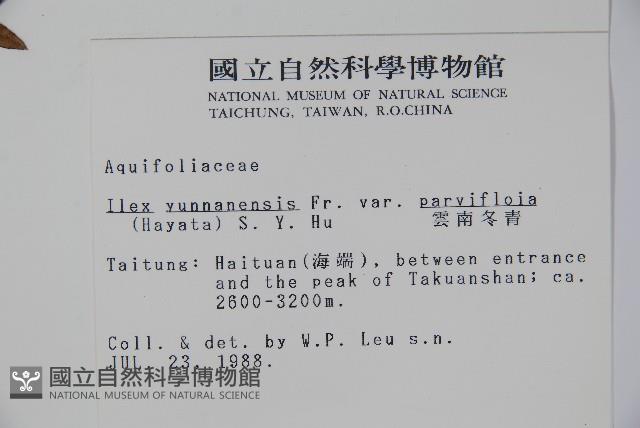 國立自然科學博物館
NATIONAL MUSEUM OF NATURAL SCIENCE
TAICHUNG, TAIWAN, R.O.CHINA
Aquifoliaceae
Ilex yunnanensis Fr. var. parvifloia
(Hayata) S. Y. Hu 雲南冬青
Taitung: Haituan(海端), between entrance
and the peak of Takuanshan; ca.
2600-3200m.
Coll. & det. by W.P. Leu s.n.
JUL. 23. 1988.
國立自然科學博物館
NATIONAL MUSEUM OF NATURAL SCIENCE